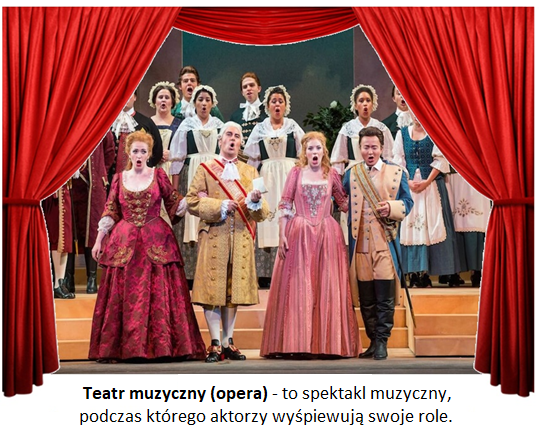 Teatr muzyczny (opera) - to spektakl muzyczny,
podczas którego aktorzy wyśpiewują swoje role.